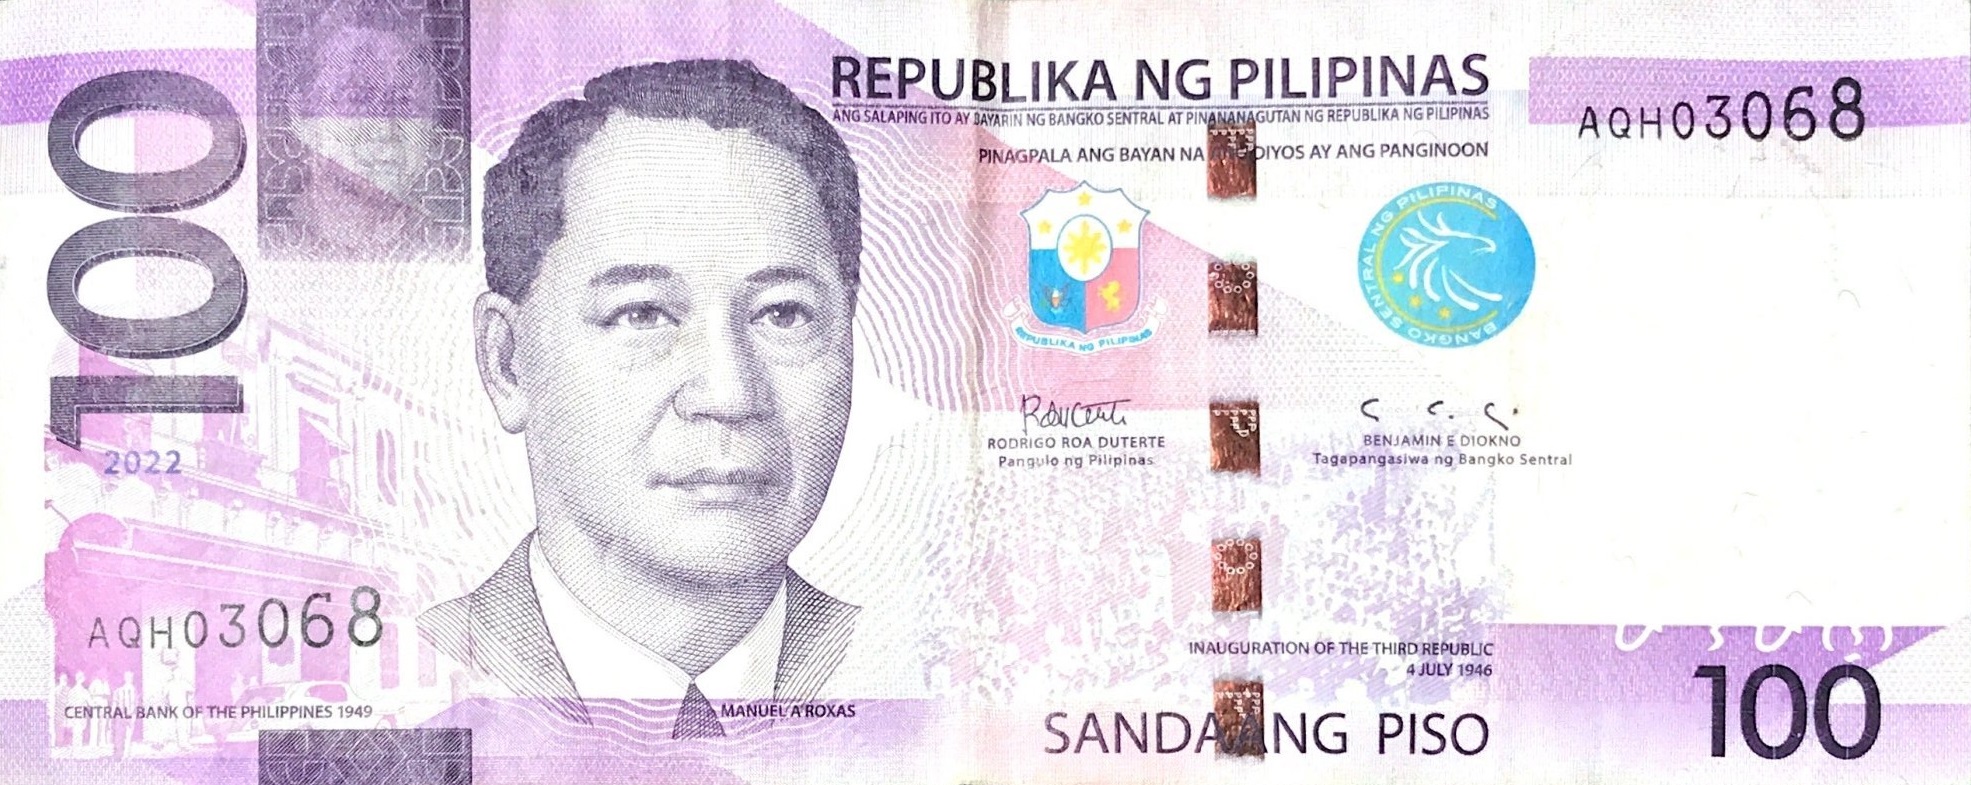 100
REPUBLIKA NG PILIPINAS
ANG SALAPING ITO AY BAYARIN NG BANGKO SENTRAL AT PINANANAGUTAN NG REPUBLIKA NG PILIPINAS
PINAGPALA ANG BAYAN NA DIYOS AY ANG PANGINOON
AQH03068
REPUBLIKA NG PILIPINAS
BANGKO SENTRAL NG PILIPINAS
RODRIGO ROA DUTERTE
Pangulo ng Pilipinas
BENJAMIN E DIOKNO
Tagapangasiwa ng Bangko Sentral
2022
AQH03068
CENTRAL BANK OF THE PHILIPPINES 1949
MANUEL A ROXAS
INAUGURATION OF THE THIRD REPUBLIC
4 JULY 1946
SANDAANG PISO
100